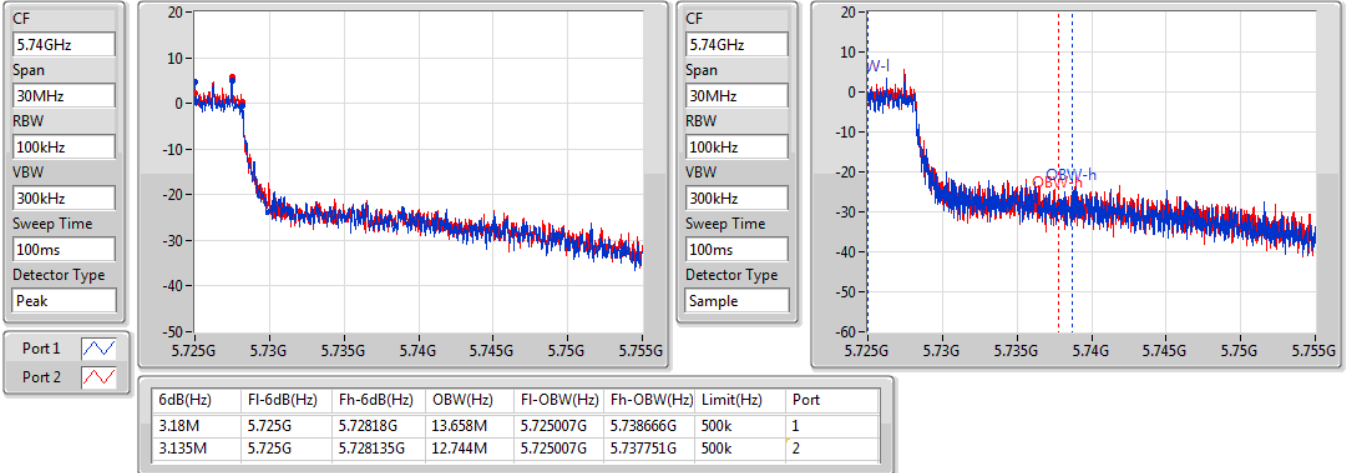 CF
5.74GHz
Span
30MHz
RBW
100kHz
VBW
300kHz
Sweep Time
100ms
Detector Type
Peak
Port 1
Port 2
20
10
0
-10
-20
-30
-40
-50
5.725G 5.73G 5.735G 5.74G 5.745G 5.75G 5.755G
CF
5.74GHz
Span
30MHz
RBW
100kHz
VBW
300kHz
Sweep Time
100ms
Detector Type
Sample
20
10
0
-10
-20
-30
-40
-50
-60
W-l
OBW-h
OBW-h
5.725G 5.73G 5.735G 5.74G 5.745G 5.75G 5.755G
6dB(Hz) Fl-6dB(Hz) Fh-6dB(Hz) OBW(Hz) Fl-OBW(Hz) Fh-OBW(Hz) Limit(Hz) Port
3.18M 5.725G 5.72818G 13.658M 5.725007G 5.738666G 500k 1
3.135M 5.725G 5.728135G 12.744M 5.725007G 5.737751G 500k 2